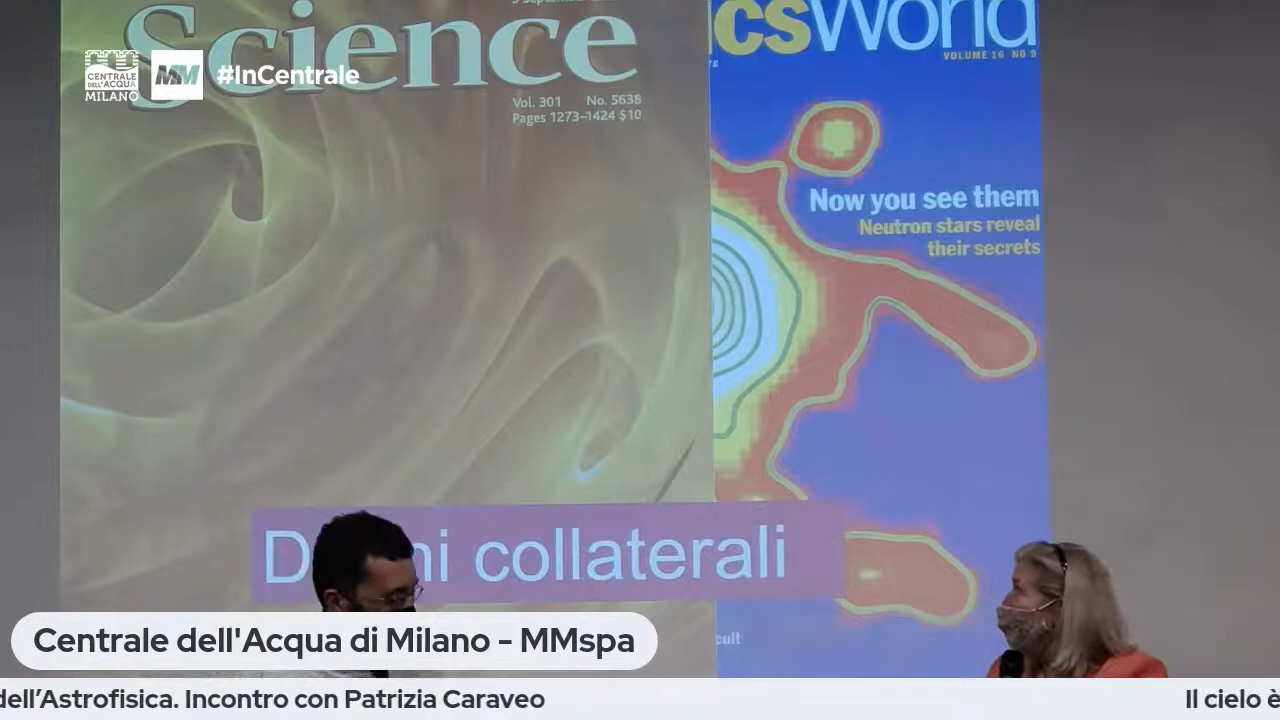 Science
Vol. 301 No. 5638
Pages 1273–1424 $10
csWorld
VOLUME 16 NO 9
Now you see them
Neutron stars reveal
their secrets
CENTRALE
DELL'ACQUA
MILANO
MM
#InCentrale
D ni collaterali
cult
Centrale dell'Acqua di Milano - MMspa
dell’Astrofisica. Incontro con Patrizia Caraveo
Il cielo è